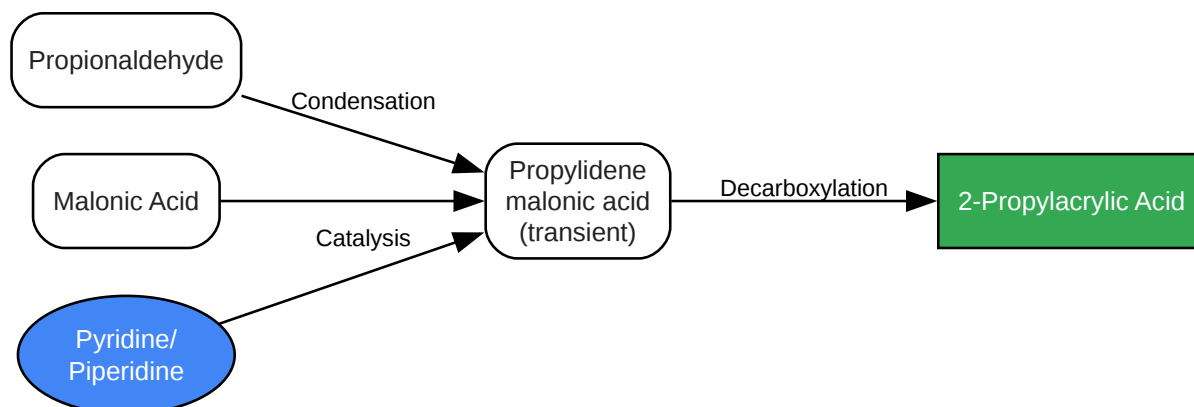 Propionaldehyde
Condensation
Malonic Acid
Propylidene
malonic acid
(transient)
Decarboxylation
2-Propylacrylic Acid
Catalysis
Pyridine/
Piperidine